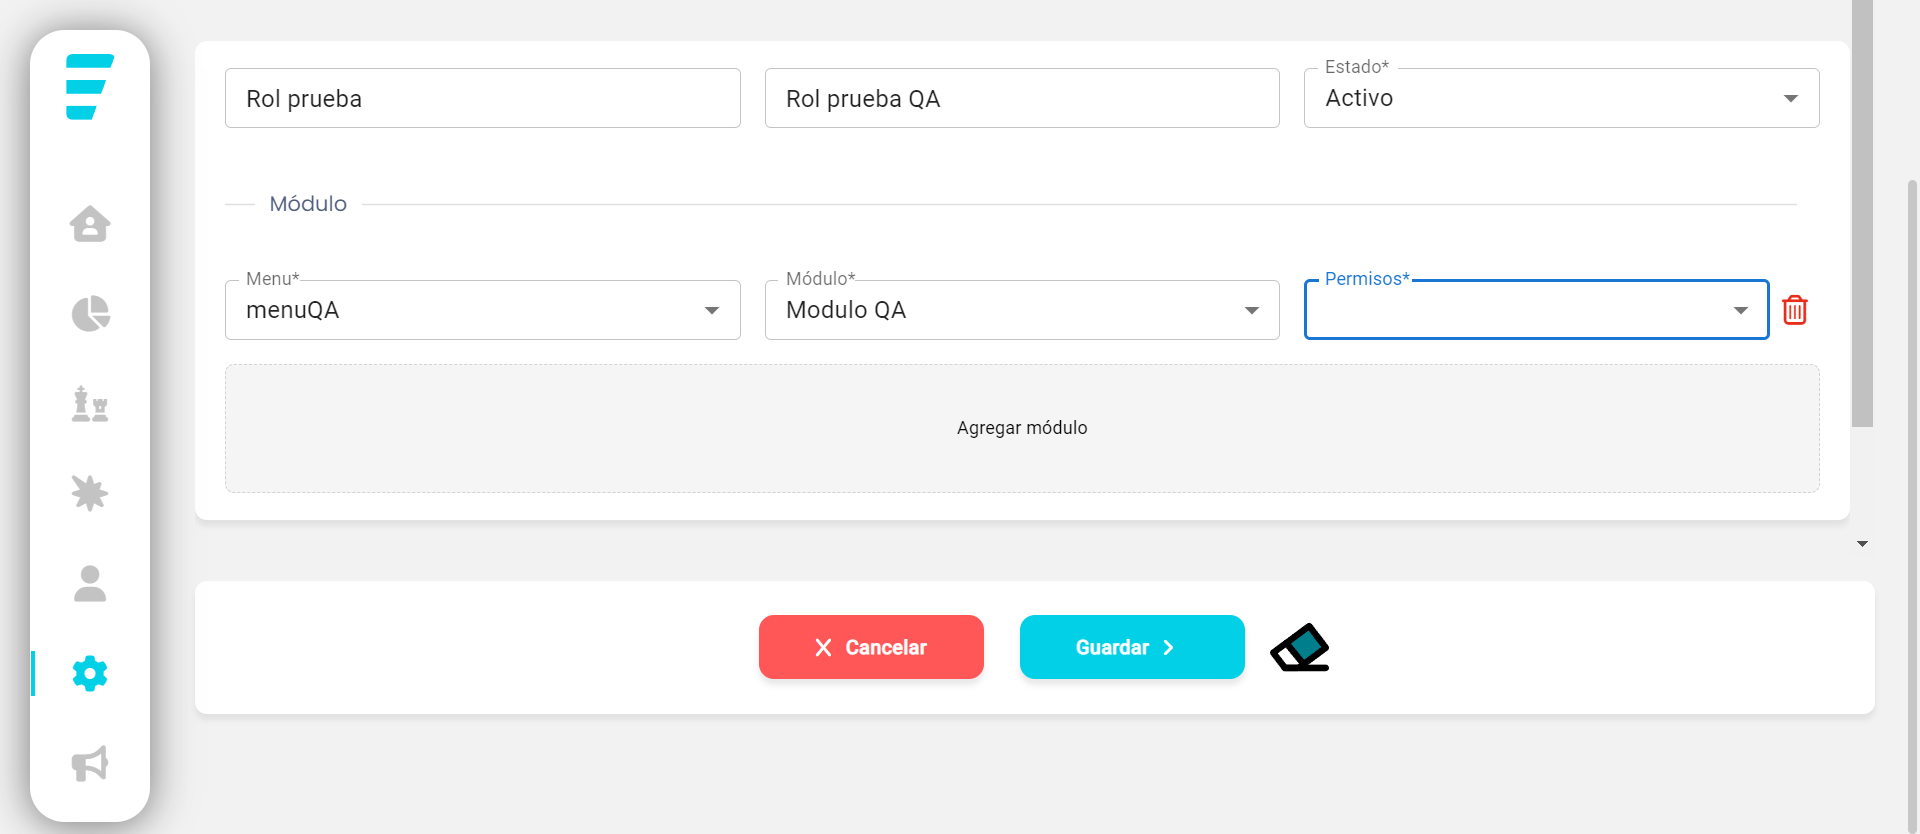 Estado*
Rol prueba
Rol prueba QA
Activo
Módulo
Menu*
Módulo*
Permisos*
menuQA
Modulo QA
Agregar módulo
Cancelar
Guardar